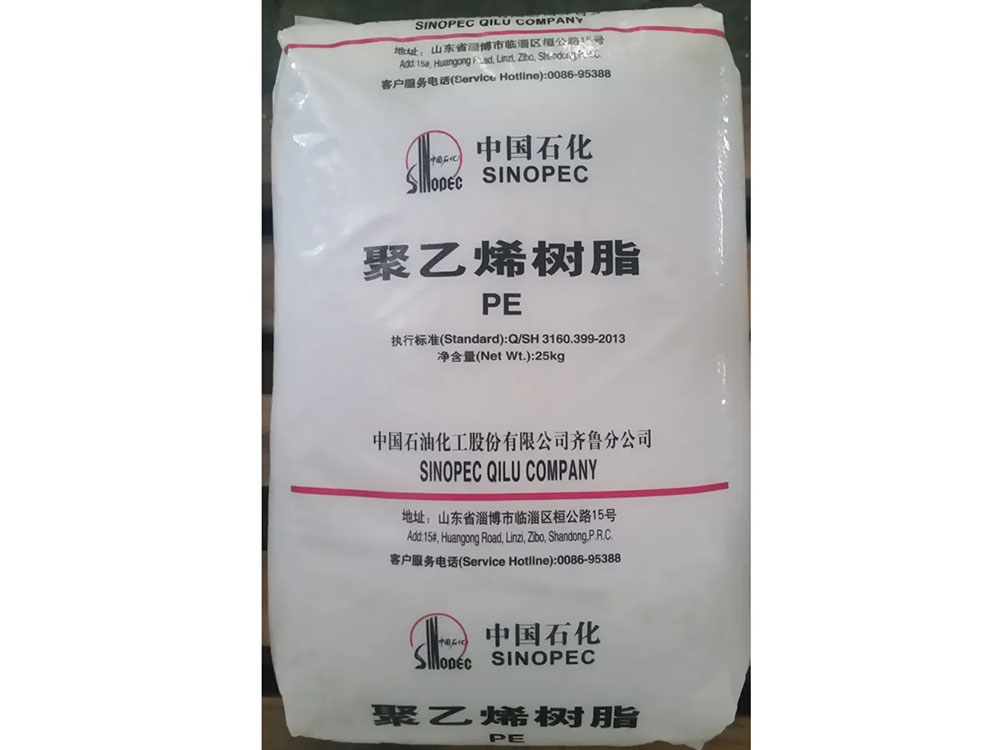 SINOPEC QILU COMPANY
地址：山东省淄博市临淄区桓公路15号
Add:15#, Huangong Road, Linzi, Zibo, Shandong,P.R.C.
客户服务电话(Service Hotline):0086-95388
中国石化
中国石化
SINOPEC
SINOPEC
聚乙烯树脂
PE
执行标准(Standard):Q/SH 3160.399-2013
净含量(Net Wt.):25kg
中国石油化工股份有限公司齐鲁分公司
SINOPEC QILU COMPANY
地址：山东省淄博市临淄区桓公路15号
Add:15#, Huangong Road, Linzi, Zibo, Shandong,P.R.C.
客户服务电话(Service Hotline):0086-95388
中国石化
中国石化
SINOPEC
SINOPEC
聚乙烯树脂
PE